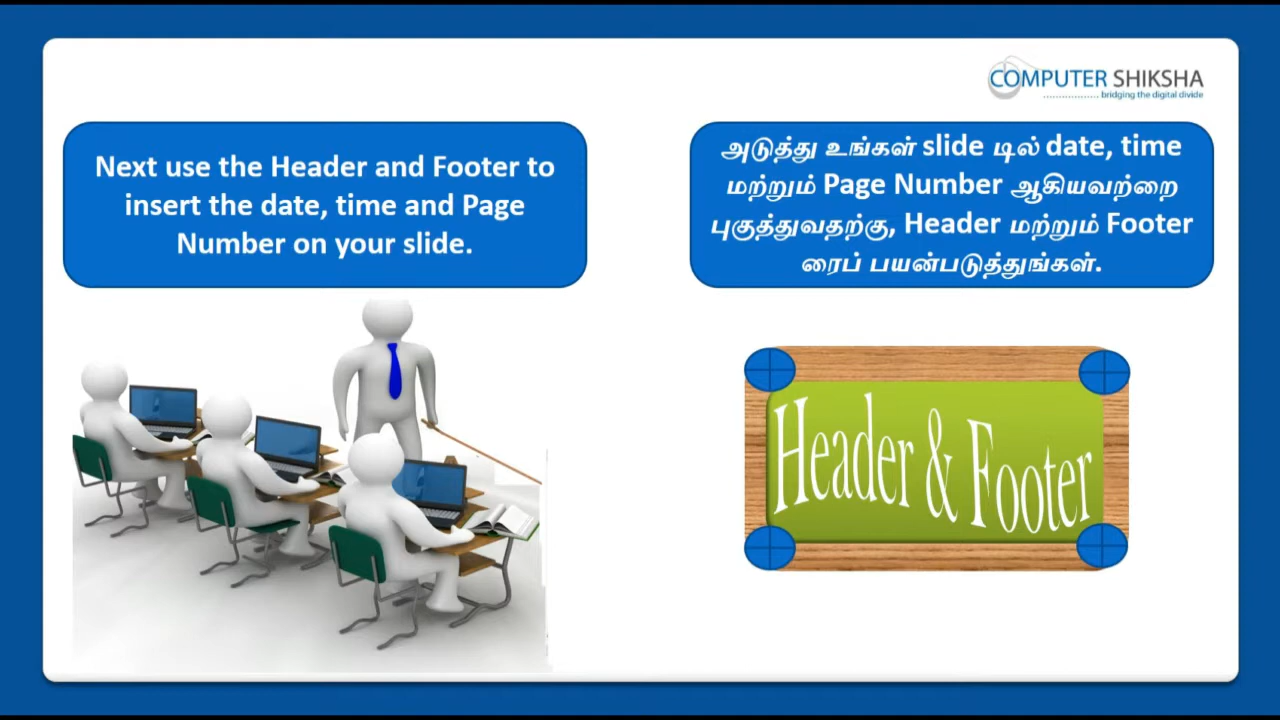 COMPUTER SHIKSHA
bridging the digital divide
Next use the Header and Footer to
insert the date, time and Page
Number on your slide.
அடுத்து உங்கள் slide டில் date, time
மற்றும் Page Number ஆகியவற்றை
புகுத்துவதற்கு, Header மற்றும் Footer
ரைப் பயன்படுத்துங்கள்.
Header & Footer